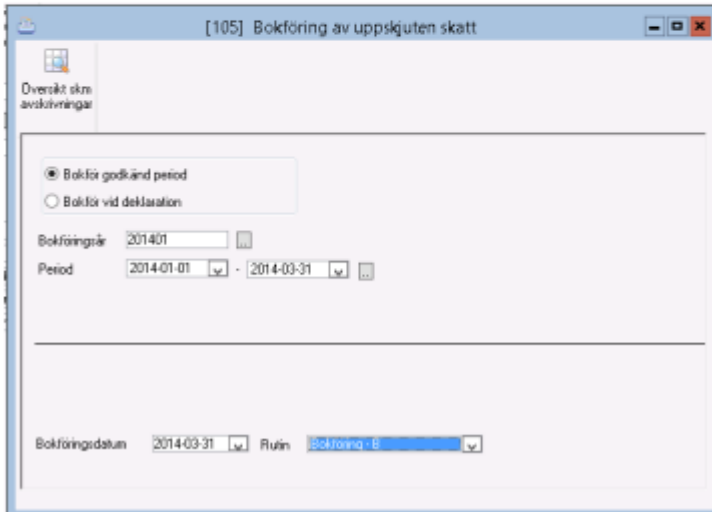 [105] Bokföring av uppskjuten skatt
Översikt skm
avskrivningar
Bokför godkänd period
Bokför vid deklaration
Bokföringsår 201401 ..
Period 2014-01-01 - 2014-03-31 ..
Bokföringsdatum 2014-03-31 Rutin Bokföring - B